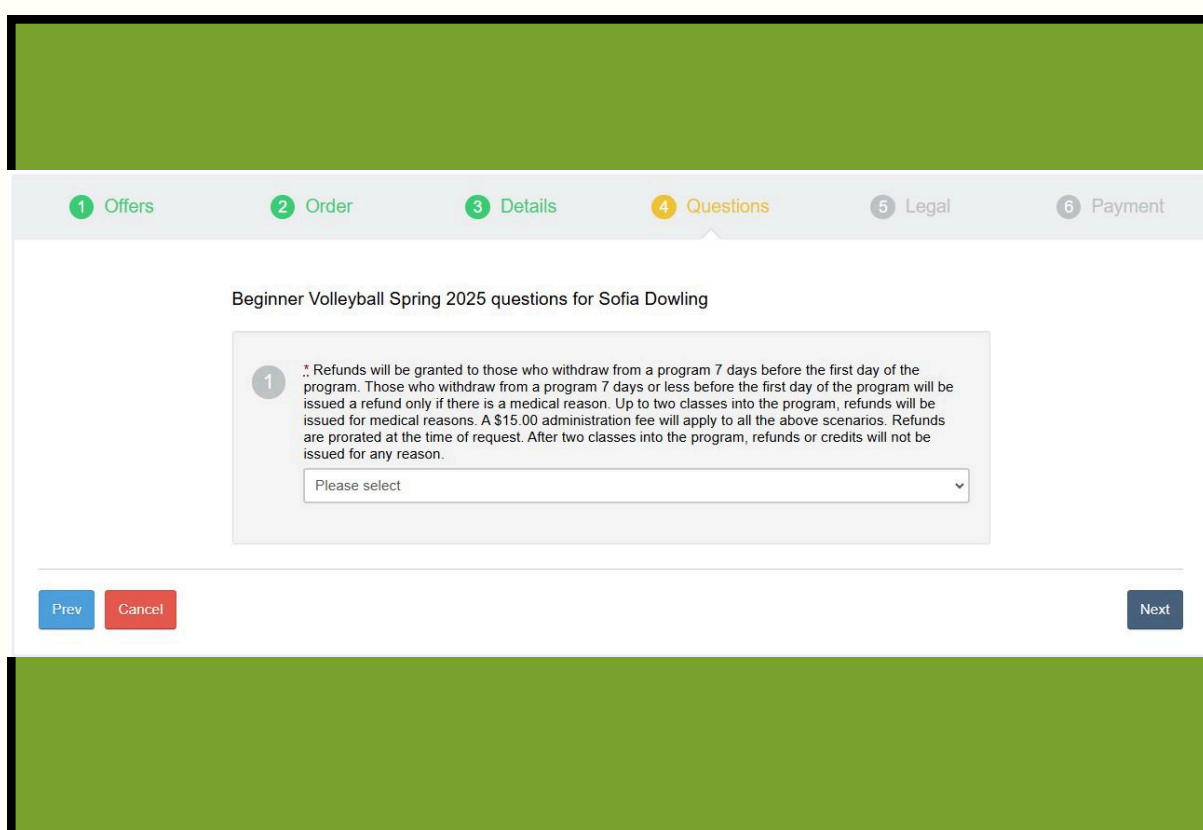 1 Offers 2 Order 3 Details 4 Questions 5 Legal 6 Payment
Beginner Volleyball Spring 2025 questions for Sofia Dowling
1
* Refunds will be granted to those who withdraw from a program 7 days before the first day of the
program. Those who withdraw from a program 7 days or less before the first day of the program will be
issued a refund only if there is a medical reason. Up to two classes into the program, refunds will be
issued for medical reasons. A $15.00 administration fee will apply to all the above scenarios. Refunds
are prorated at the time of request. After two classes into the program, refunds or credits will not be
issued for any reason.
Please select
Prev Cancel Next